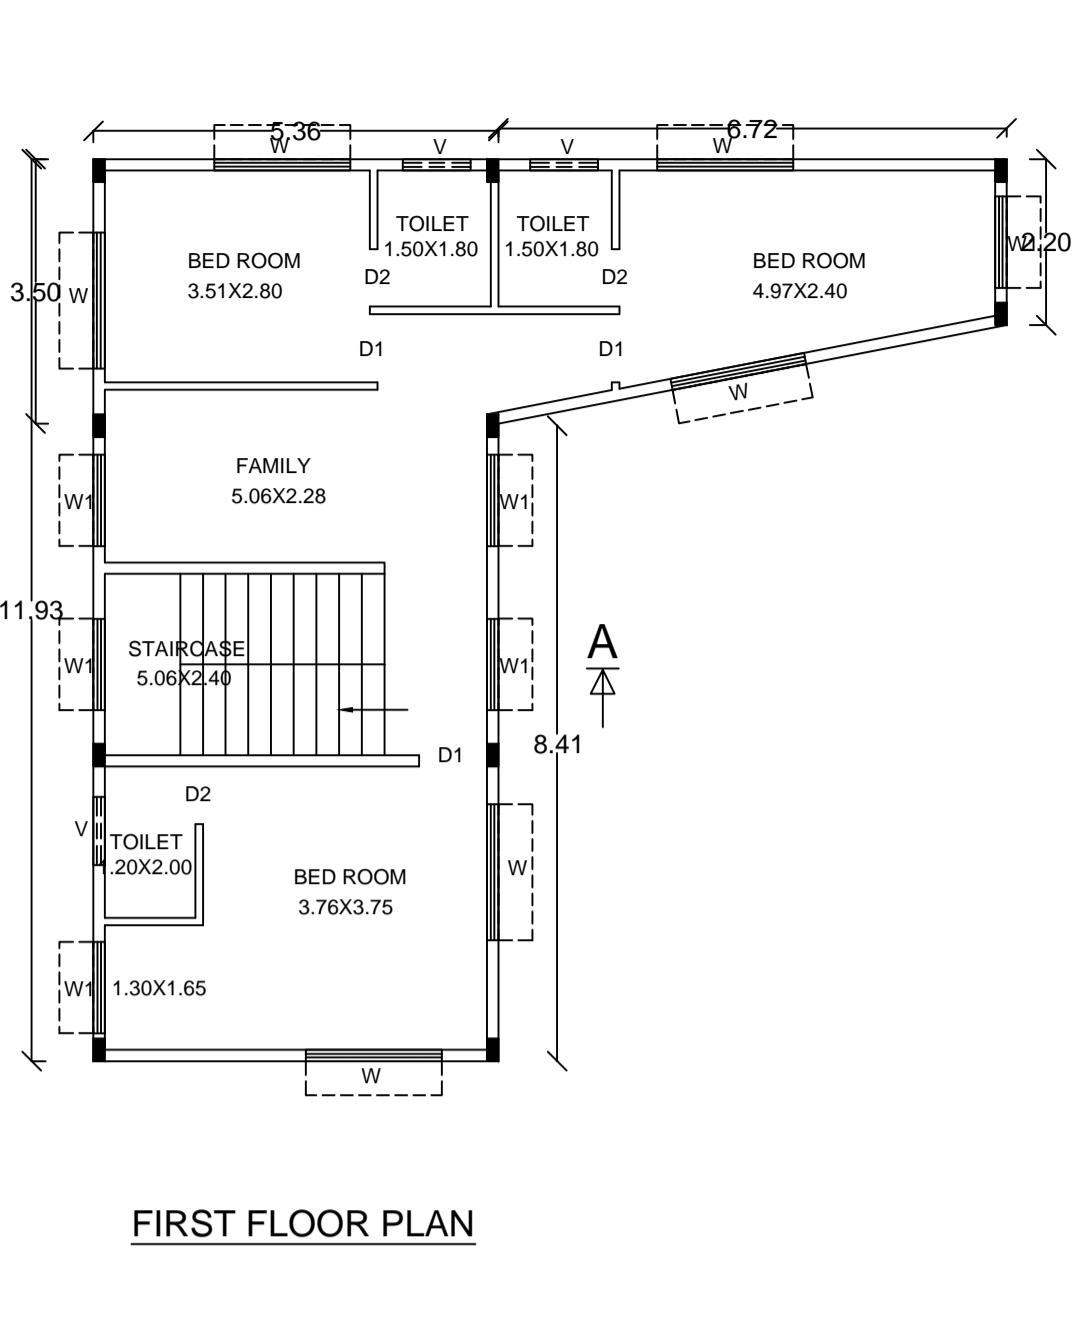 5.36
6.72
W
V
V
W
TOILET
1.50X1.80
TOILET
1.50X1.80
BED ROOM
3.51X2.80
BED ROOM
4.97X2.40
W1
2.20
D2
D2
3.50
W
D1
D1
W
FAMILY
5.06X2.28
W1
W1
11.93
STAIRCASE
5.06X2.40
W1
W1
A
8.41
D1
D2
V
TOILET
1.20X2.00
BED ROOM
3.76X3.75
W
W1
1.30X1.65
W
FIRST FLOOR PLAN